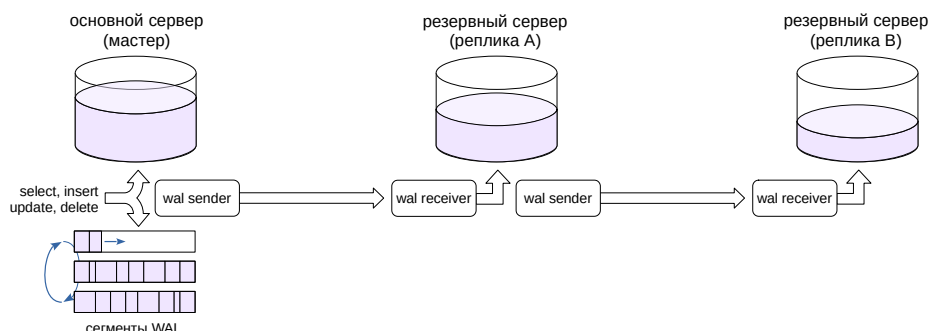 основной сервер
(мастер)
резервный сервер
(реплика A)
резервный сервер
(реплика B)
select, insert
update, delete
wal sender
wal receiver
wal sender
wal receiver
сегменты WAL